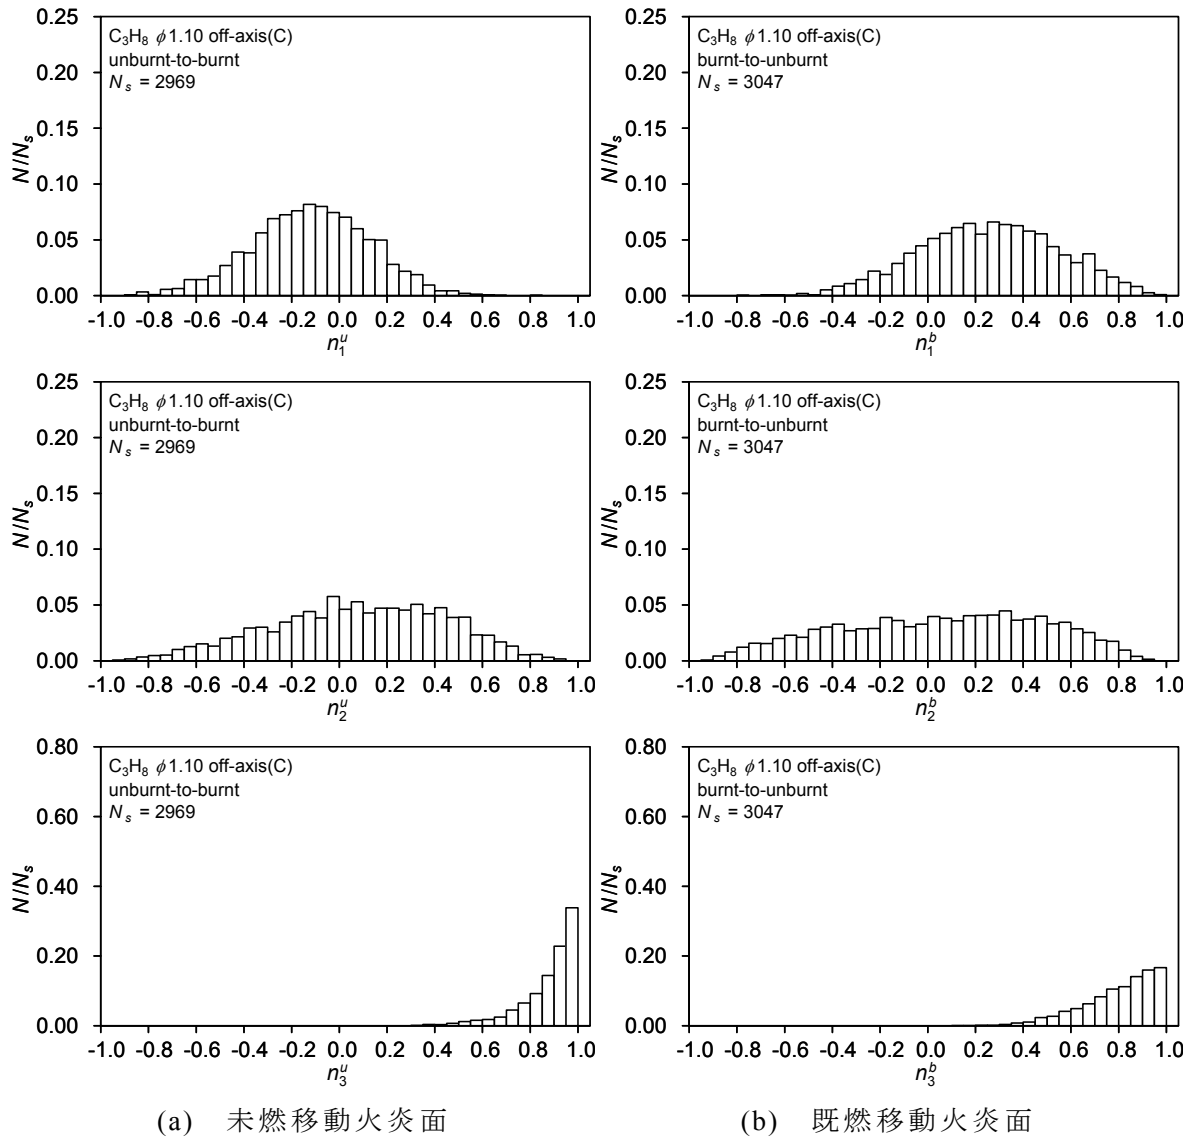 0.25
0.20
0.15
0.10
0.05
0.00
N/Nₛ
C₃H₈ ϕ1.10 off-axis(C)
unburnt-to-burnt
Nₛ = 2969
-1.0 -0.8 -0.6 -0.4 -0.2 0.0 0.2 0.4 0.6 0.8 1.0
n₁ᵘ
0.25
0.20
0.15
0.10
0.05
0.00
N/Nₛ
C₃H₈ ϕ1.10 off-axis(C)
burnt-to-unburnt
Nₛ = 3047
-1.0 -0.8 -0.6 -0.4 -0.2 0.0 0.2 0.4 0.6 0.8 1.0
n₁ᵇ
0.25
0.20
0.15
0.10
0.05
0.00
N/Nₛ
C₃H₈ ϕ1.10 off-axis(C)
unburnt-to-burnt
Nₛ = 2969
-1.0 -0.8 -0.6 -0.4 -0.2 0.0 0.2 0.4 0.6 0.8 1.0
n₂ᵘ
0.25
0.20
0.15
0.10
0.05
0.00
N/Nₛ
C₃H₈ ϕ1.10 off-axis(C)
burnt-to-unburnt
Nₛ = 3047
-1.0 -0.8 -0.6 -0.4 -0.2 0.0 0.2 0.4 0.6 0.8 1.0
n₂ᵇ
0.80
0.60
0.40
0.20
0.00
N/Nₛ
C₃H₈ ϕ1.10 off-axis(C)
unburnt-to-burnt
Nₛ = 2969
-1.0 -0.8 -0.6 -0.4 -0.2 0.0 0.2 0.4 0.6 0.8 1.0
n₃ᵘ
0.80
0.60
0.40
0.20
0.00
N/Nₛ
C₃H₈ ϕ1.10 off-axis(C)
burnt-to-unburnt
Nₛ = 3047
-1.0 -0.8 -0.6 -0.4 -0.2 0.0 0.2 0.4 0.6 0.8 1.0
n₃ᵇ
(a) 未燃移動火炎面
(b) 既燃移動火炎面